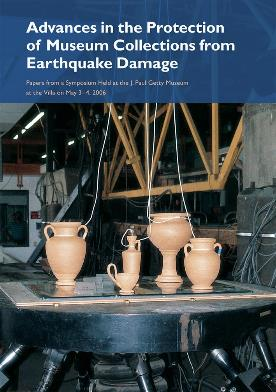 Advances in the Protection
of Museum Collections from
Earthquake Damage
Papers from a Symposium Held at the J. Paul Getty Museum
at the Villa on May 3–4, 2006